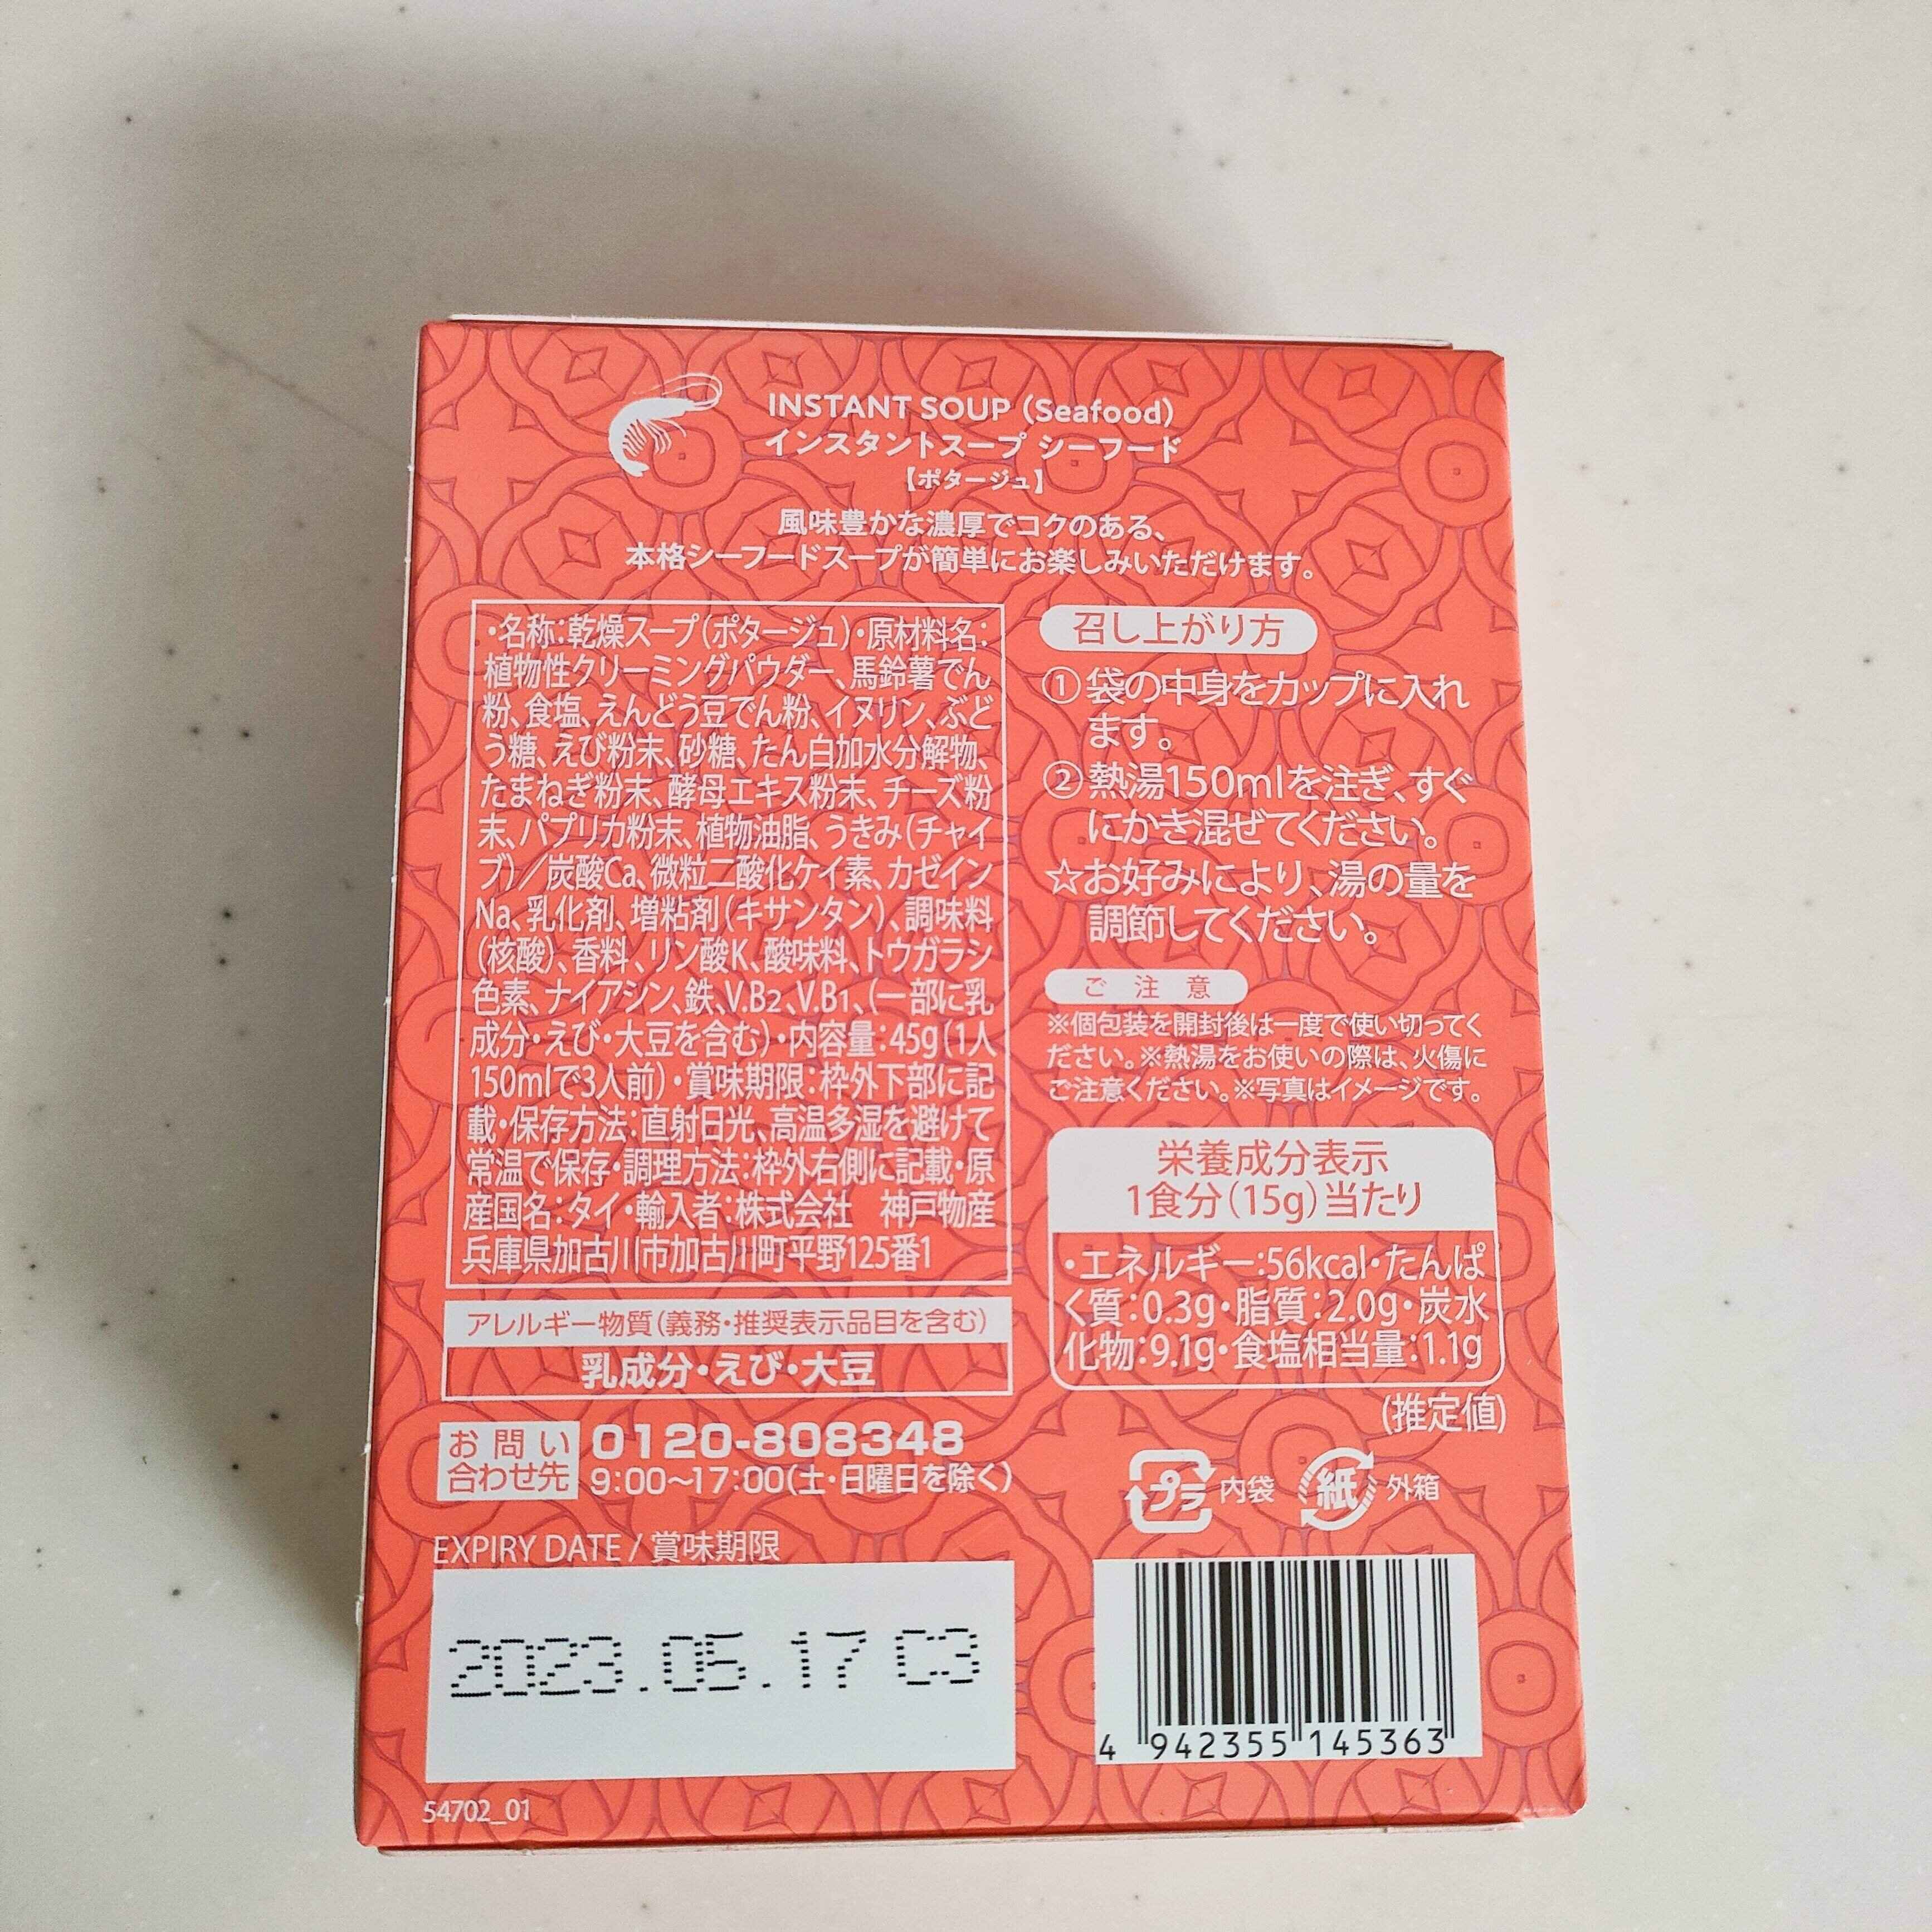 INSTANT SOUP (Seafood)
インスタントスープ シーフード
【ポタージュ】
風味豊かな濃厚でコクのある、
本格シーフードスープが簡単にお楽しみいただけます。
・名称:乾燥スープ(ポタージュ)・原材料名:
植物性クリーミングパウダー、馬鈴薯でん
粉、食塩、えんどう豆でん粉、イヌリン、ぶど
う糖、えび粉末、砂糖、たん白加水分解物、
たまねぎ粉末、酵母エキス粉末、チーズ粉
末、パプリカ粉末、植物油脂、うきみ(チャイ
ブ)/炭酸Ca、微粒二酸化ケイ素、カゼイン
Na、乳化剤、増粘剤(キサンタン)、調味料
(核酸)、香料、リン酸K、酸味料、トウガラシ
色素、ナイアシン、鉄、V.B2、V.B1、(一部に乳
成分・えび・大豆を含む)・内容量:45g(1人
150mlで3人前)・賞味期限:枠外下部に記
載・保存方法:直射日光、高温多湿を避けて
常温で保存・調理方法:枠外右側に記載・原
産国名:タイ・輸入者:株式会社 神戸物産
兵庫県加古川市加古川町平野125番1
アレルギー物質(義務・推奨表示品目を含む)
乳成分・えび・大豆
お問い
合わせ先
0120-808348
9:00~17:00(土・日曜日を除く)
EXPIRY DATE / 賞味期限
2023.05.17 C3
54702_01
召し上がり方
①袋の中身をカップに入れ
ます。
②熱湯150mlを注ぎ、すぐ
にかき混ぜてください。
☆お好みにより、湯の量を
調節してください。
ご注意
※個包装を開封後は一度で使い切ってく
ださい。※熱湯をお使いの際は、火傷に
ご注意ください。※写真はイメージです。
栄養成分表示
1食分(15g)当たり
・エネルギー:56kcal・たんぱ
く質:0.3g・脂質:2.0g・炭水
化物:9.1g・食塩相当量:1.1g
(推定値)
プラ 内袋 紙 外箱
4 942355 145363